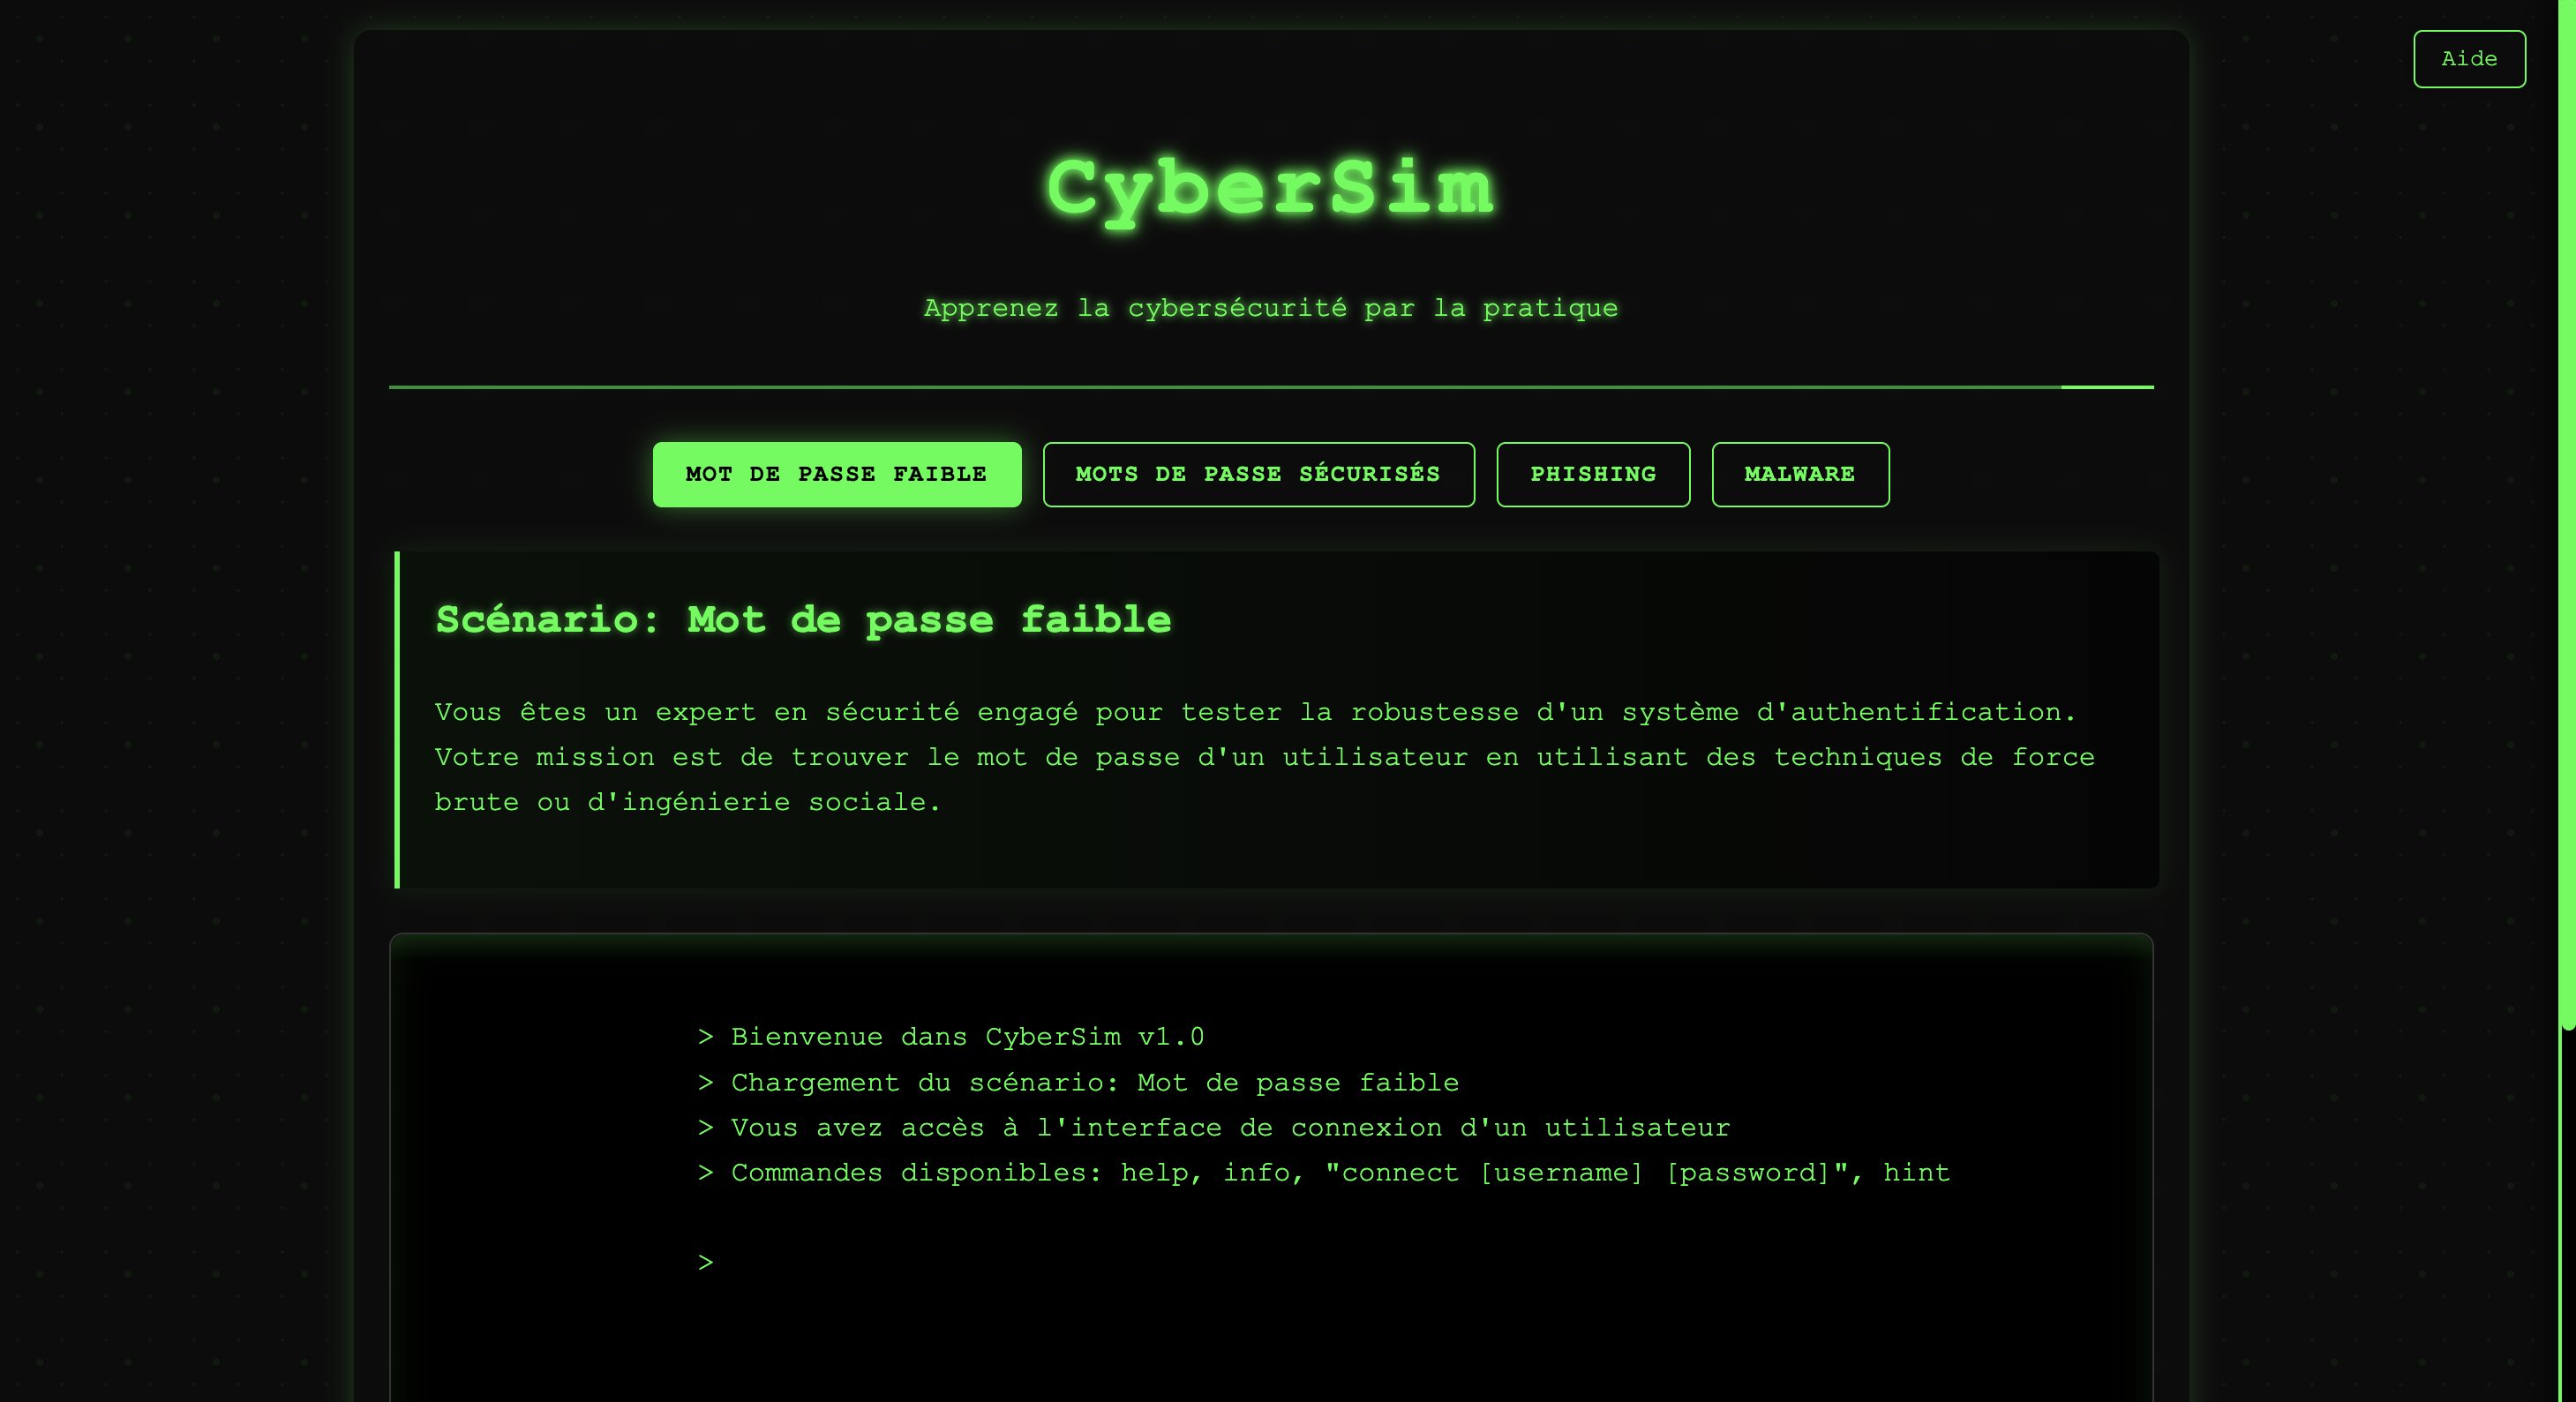 Aide
CyberSim
Apprenez la cybersécurité par la pratique
MOT DE PASSE FAIBLE
MOTS DE PASSE SÉCURISÉS
PHISHING
MALWARE
Scénario: Mot de passe faible
Vous êtes un expert en sécurité engagé pour tester la robustesse d'un système d'authentification.
Votre mission est de trouver le mot de passe d'un utilisateur en utilisant des techniques de force
brute ou d'ingénierie sociale.
> Bienvenue dans CyberSim v1.0
> Chargement du scénario: Mot de passe faible
> Vous avez accès à l'interface de connexion d'un utilisateur
> Commandes disponibles: help, info, "connect [username] [password]", hint
>